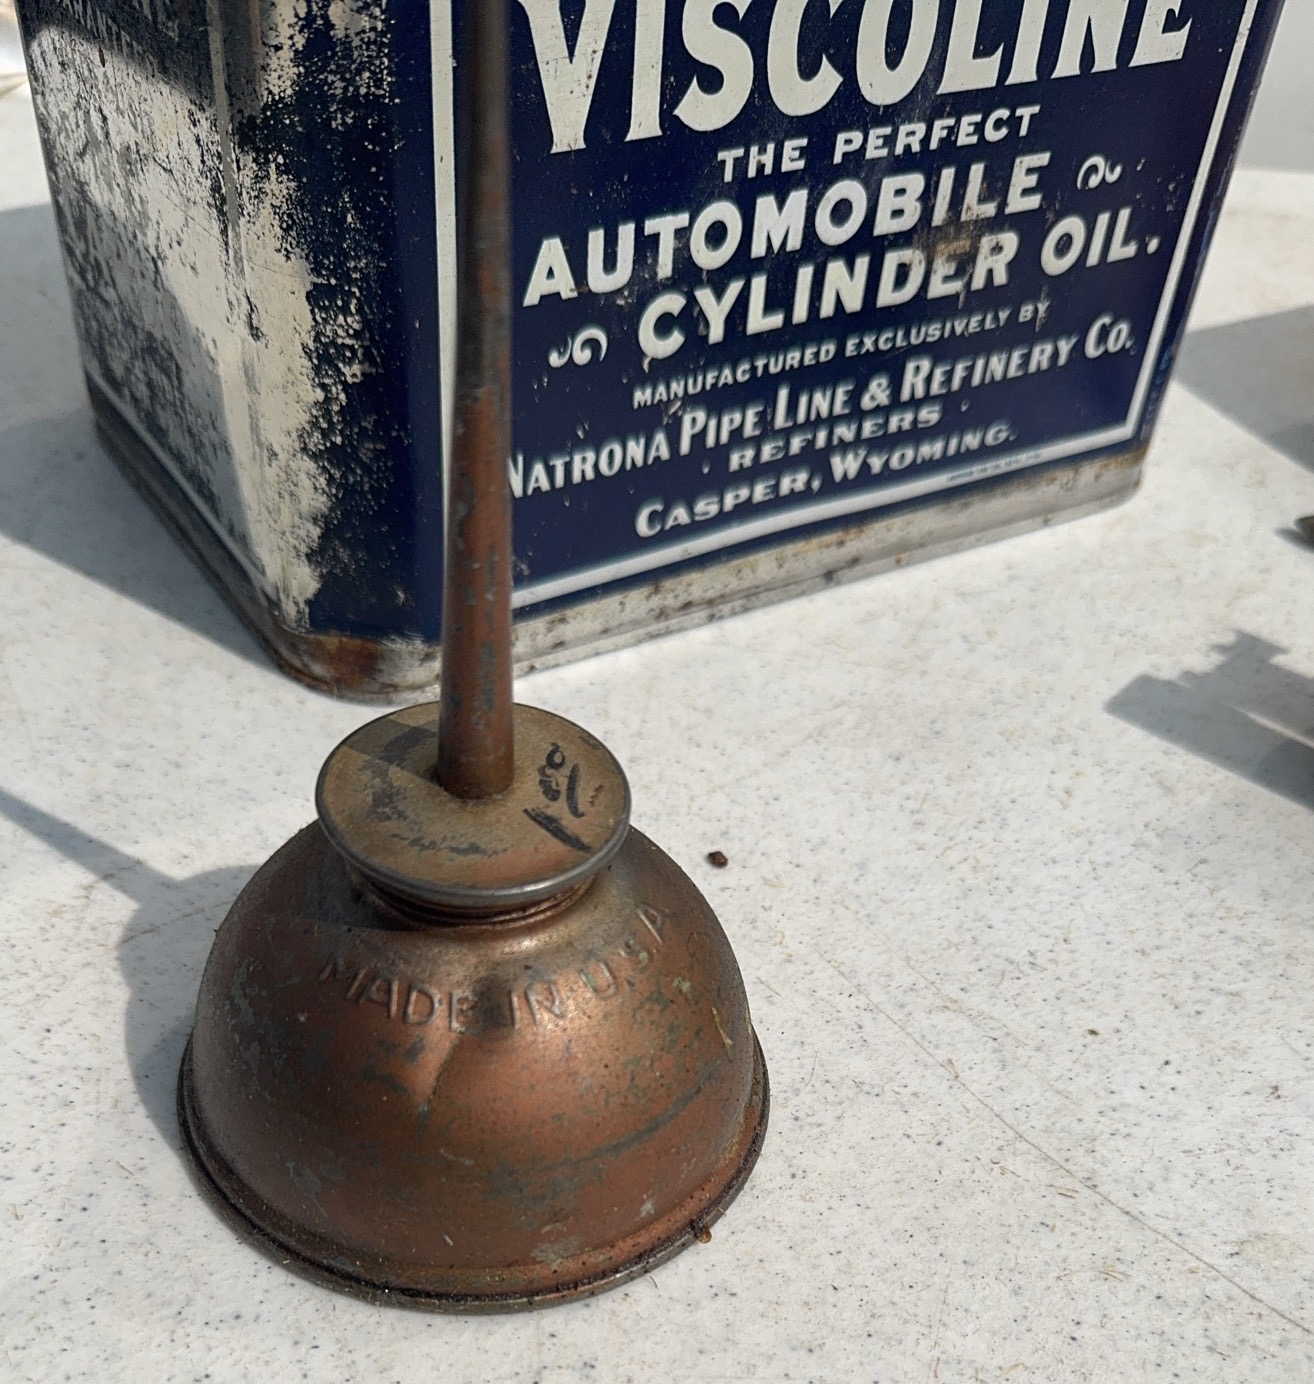 VISCOLINE
THE PERFECT
AUTOMOBILE
CYLINDER OIL.
MANUFACTURED EXCLUSIVELY BY
NATRONA PIPE LINE & REFINERY CO.
REFINERS
CASPER, WYOMING.
MADE IN U.S.A